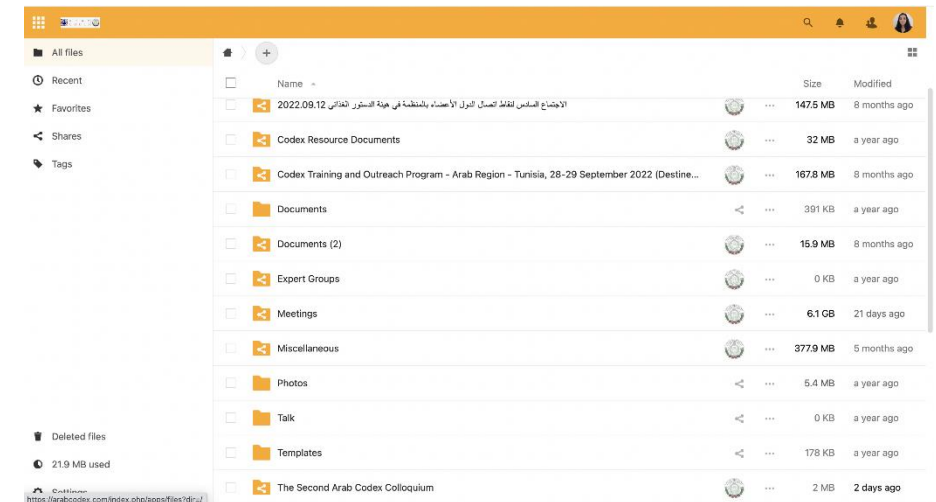 All files
Recent
Favorites
Shares
Tags
Deleted files
21.9 MB used
Settings
https://arabcodex.com/index.php/apps/files?dir=/
+
Name Size Modified
الاجتماع السادس لنقاط اتصال الدول الأعضاء بالمنظمة في هيئة الدستور الغذائي 2022.09.12 147.5 MB 8 months ago
Codex Resource Documents 32 MB a year ago
Codex Training and Outreach Program - Arab Region - Tunisia, 28-29 September 2022 (Destine... 167.8 MB 8 months ago
Documents 391 KB a year ago
Documents (2) 15.9 MB 8 months ago
Expert Groups 0 KB a year ago
Meetings 6.1 GB 21 days ago
Miscellaneous 377.9 MB 5 months ago
Photos 5.4 MB a year ago
Talk 0 KB a year ago
Templates 178 KB a year ago
The Second Arab Codex Colloquium 2 MB 2 days ago